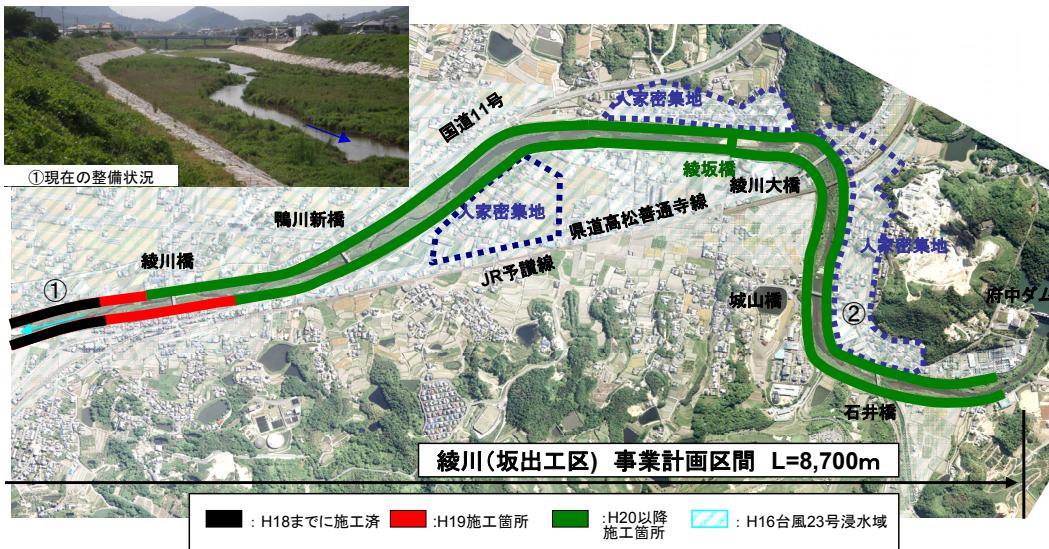 ①現在の整備状況
国道11号
人家密集地
綾坂橋
綾川大橋
鴨川新橋
人家密集地
県道高松善通寺線
人家密集地
綾川橋
JR予讃線
①
城山橋
②
府中ダム
石井橋
綾川(坂出工区) 事業計画区間 L=8,700m
:H18までに施工済
:H19施工箇所
:H20以降
施工箇所
:H16台風23号浸水域